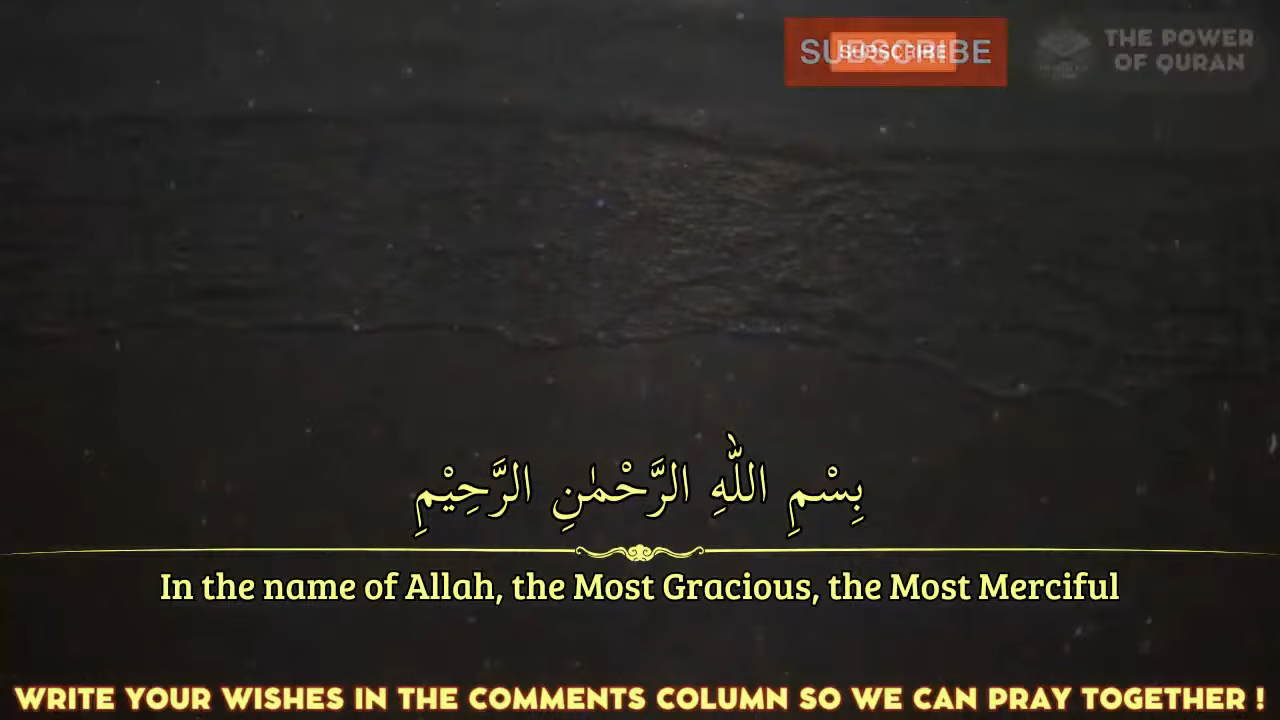 SUBSCRIBE
SUBSCRIBE
THE POWER
OF QURAN
بِسْمِ اللّٰهِ الرَّحْمٰنِ الرَّحِيْمِ
In the name of Allah, the Most Gracious, the Most Merciful
WRITE YOUR WISHES IN THE COMMENTS COLUMN SO WE CAN PRAY TOGETHER !